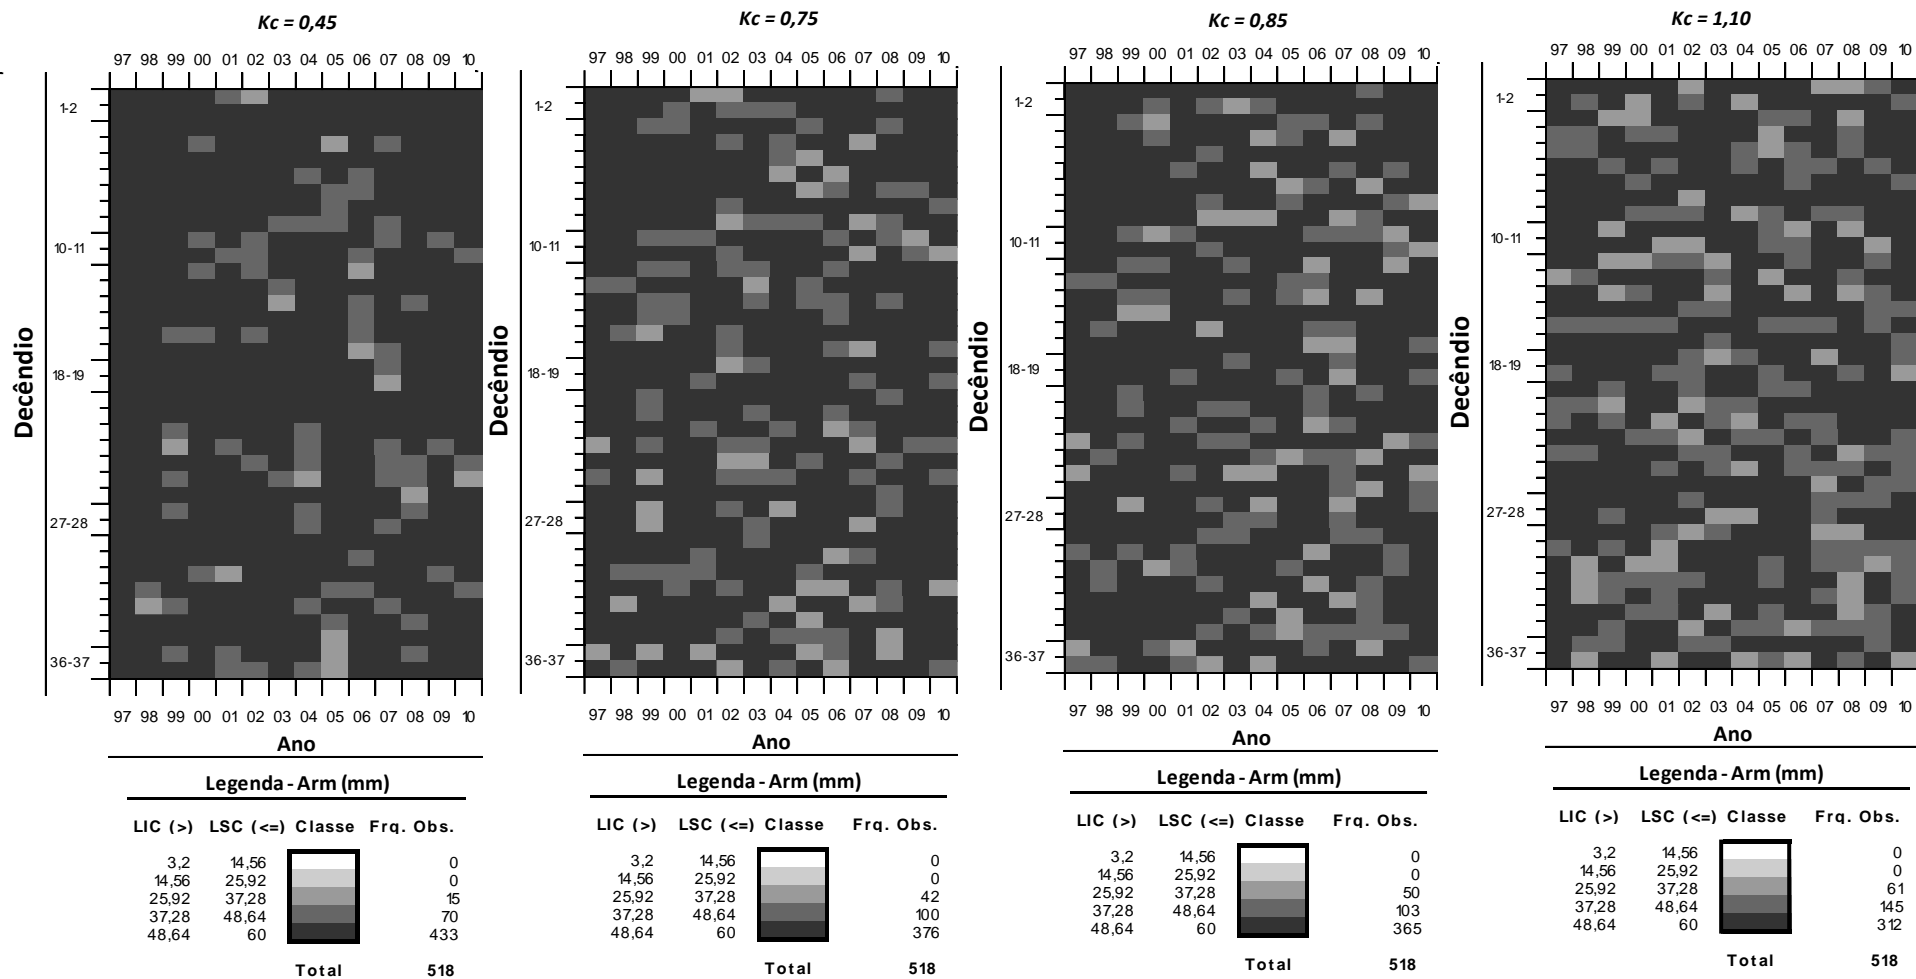 Kc = 0,45
97 98 99 00 01 02 03 04 05 06 07 08 09 10
Decêndio
1-2
10-11
18-19
27-28
36-37
97 98 99 00 01 02 03 04 05 06 07 08 09 10
Ano
Legenda - Arm (mm)
LIC (>) LSC (<=) Classe Frq. Obs.
3,2 14,56 0
14,56 25,92 0
25,92 37,28 15
37,28 48,64 70
48,64 60 433
Total 518
Kc = 0,75
97 98 99 00 01 02 03 04 05 06 07 08 09 10
Decêndio
1-2
10-11
18-19
27-28
36-37
97 98 99 00 01 02 03 04 05 06 07 08 09 10
Ano
Legenda - Arm (mm)
LIC (>) LSC (<=) Classe Frq. Obs.
3,2 14,56 0
14,56 25,92 0
25,92 37,28 42
37,28 48,64 100
48,64 60 376
Total 518
Kc = 0,85
97 98 99 00 01 02 03 04 05 06 07 08 09 10
Decêndio
1-2
10-11
18-19
27-28
36-37
97 98 99 00 01 02 03 04 05 06 07 08 09 10
Ano
Legenda - Arm (mm)
LIC (>) LSC (<=) Classe Frq. Obs.
3,2 14,56 0
14,56 25,92 0
25,92 37,28 50
37,28 48,64 103
48,64 60 365
Total 518
Kc = 1,10
97 98 99 00 01 02 03 04 05 06 07 08 09 10
Decêndio
1-2
10-11
18-19
27-28
36-37
97 98 99 00 01 02 03 04 05 06 07 08 09 10
Ano
Legenda - Arm (mm)
LIC (>) LSC (<=) Classe Frq. Obs.
3,2 14,56 0
14,56 25,92 0
25,92 37,28 61
37,28 48,64 145
48,64 60 312
Total 518